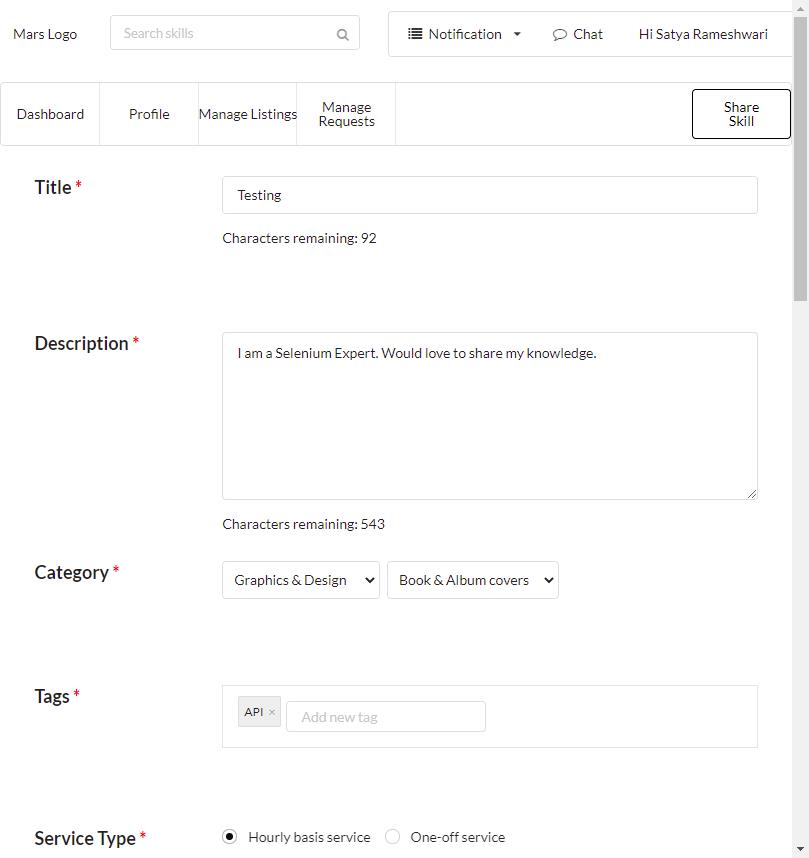 Mars Logo
Search skills
Notification
Chat
Hi Satya Rameshwari
Dashboard
Profile
Manage Listings
Manage
Requests
Share
Skill
Title *
Testing
Characters remaining: 92
Description *
I am a Selenium Expert. Would love to share my knowledge.
Characters remaining: 543
Category *
Graphics & Design
Book & Album covers
Tags *
API ×
Add new tag
Service Type *
Hourly basis service
One-off service